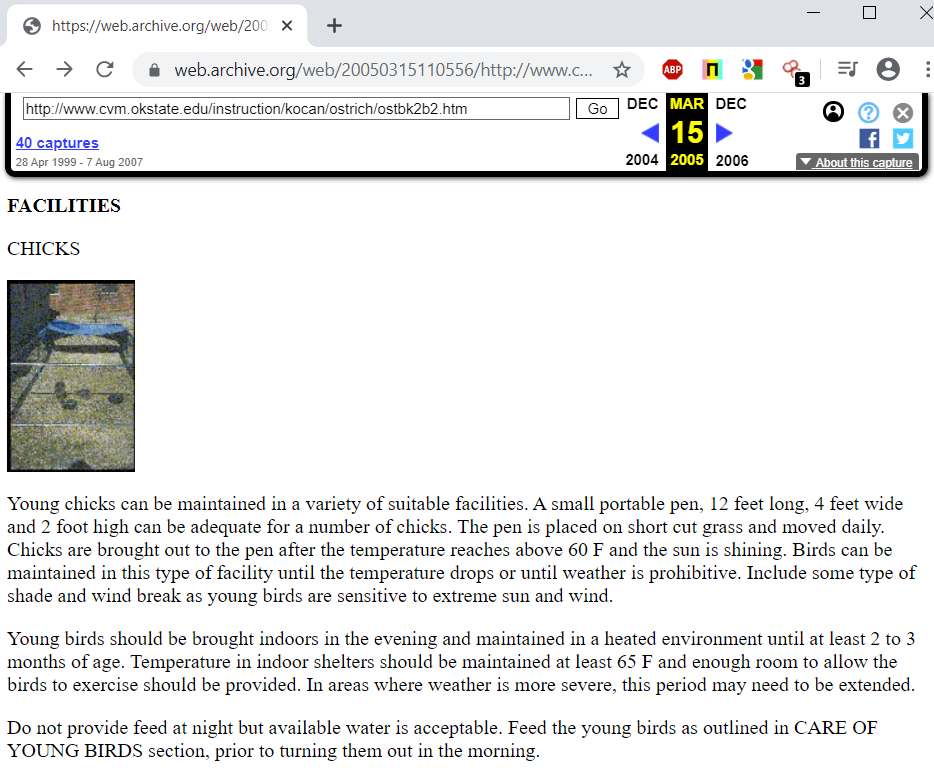 https://web.archive.org/web/200
web.archive.org/web/20050315110556/http://www.c...
ABP
3
http://www.cvm.okstate.edu/instruction/kocan/ostrich/ostbk2b2.htm
Go
DEC
MAR
DEC
15
2004
2005
2006
40 captures
28 Apr 1999 - 7 Aug 2007
About this capture
FACILITIES
CHICKS
Young chicks can be maintained in a variety of suitable facilities. A small portable pen, 12 feet long, 4 feet wide
and 2 foot high can be adequate for a number of chicks. The pen is placed on short cut grass and moved daily.
Chicks are brought out to the pen after the temperature reaches above 60 F and the sun is shining. Birds can be
maintained in this type of facility until the temperature drops or until weather is prohibitive. Include some type of
shade and wind break as young birds are sensitive to extreme sun and wind.
Young birds should be brought indoors in the evening and maintained in a heated environment until at least 2 to 3
months of age. Temperature in indoor shelters should be maintained at least 65 F and enough room to allow the
birds to exercise should be provided. In areas where weather is more severe, this period may need to be extended.
Do not provide feed at night but available water is acceptable. Feed the young birds as outlined in CARE OF
YOUNG BIRDS section, prior to turning them out in the morning.